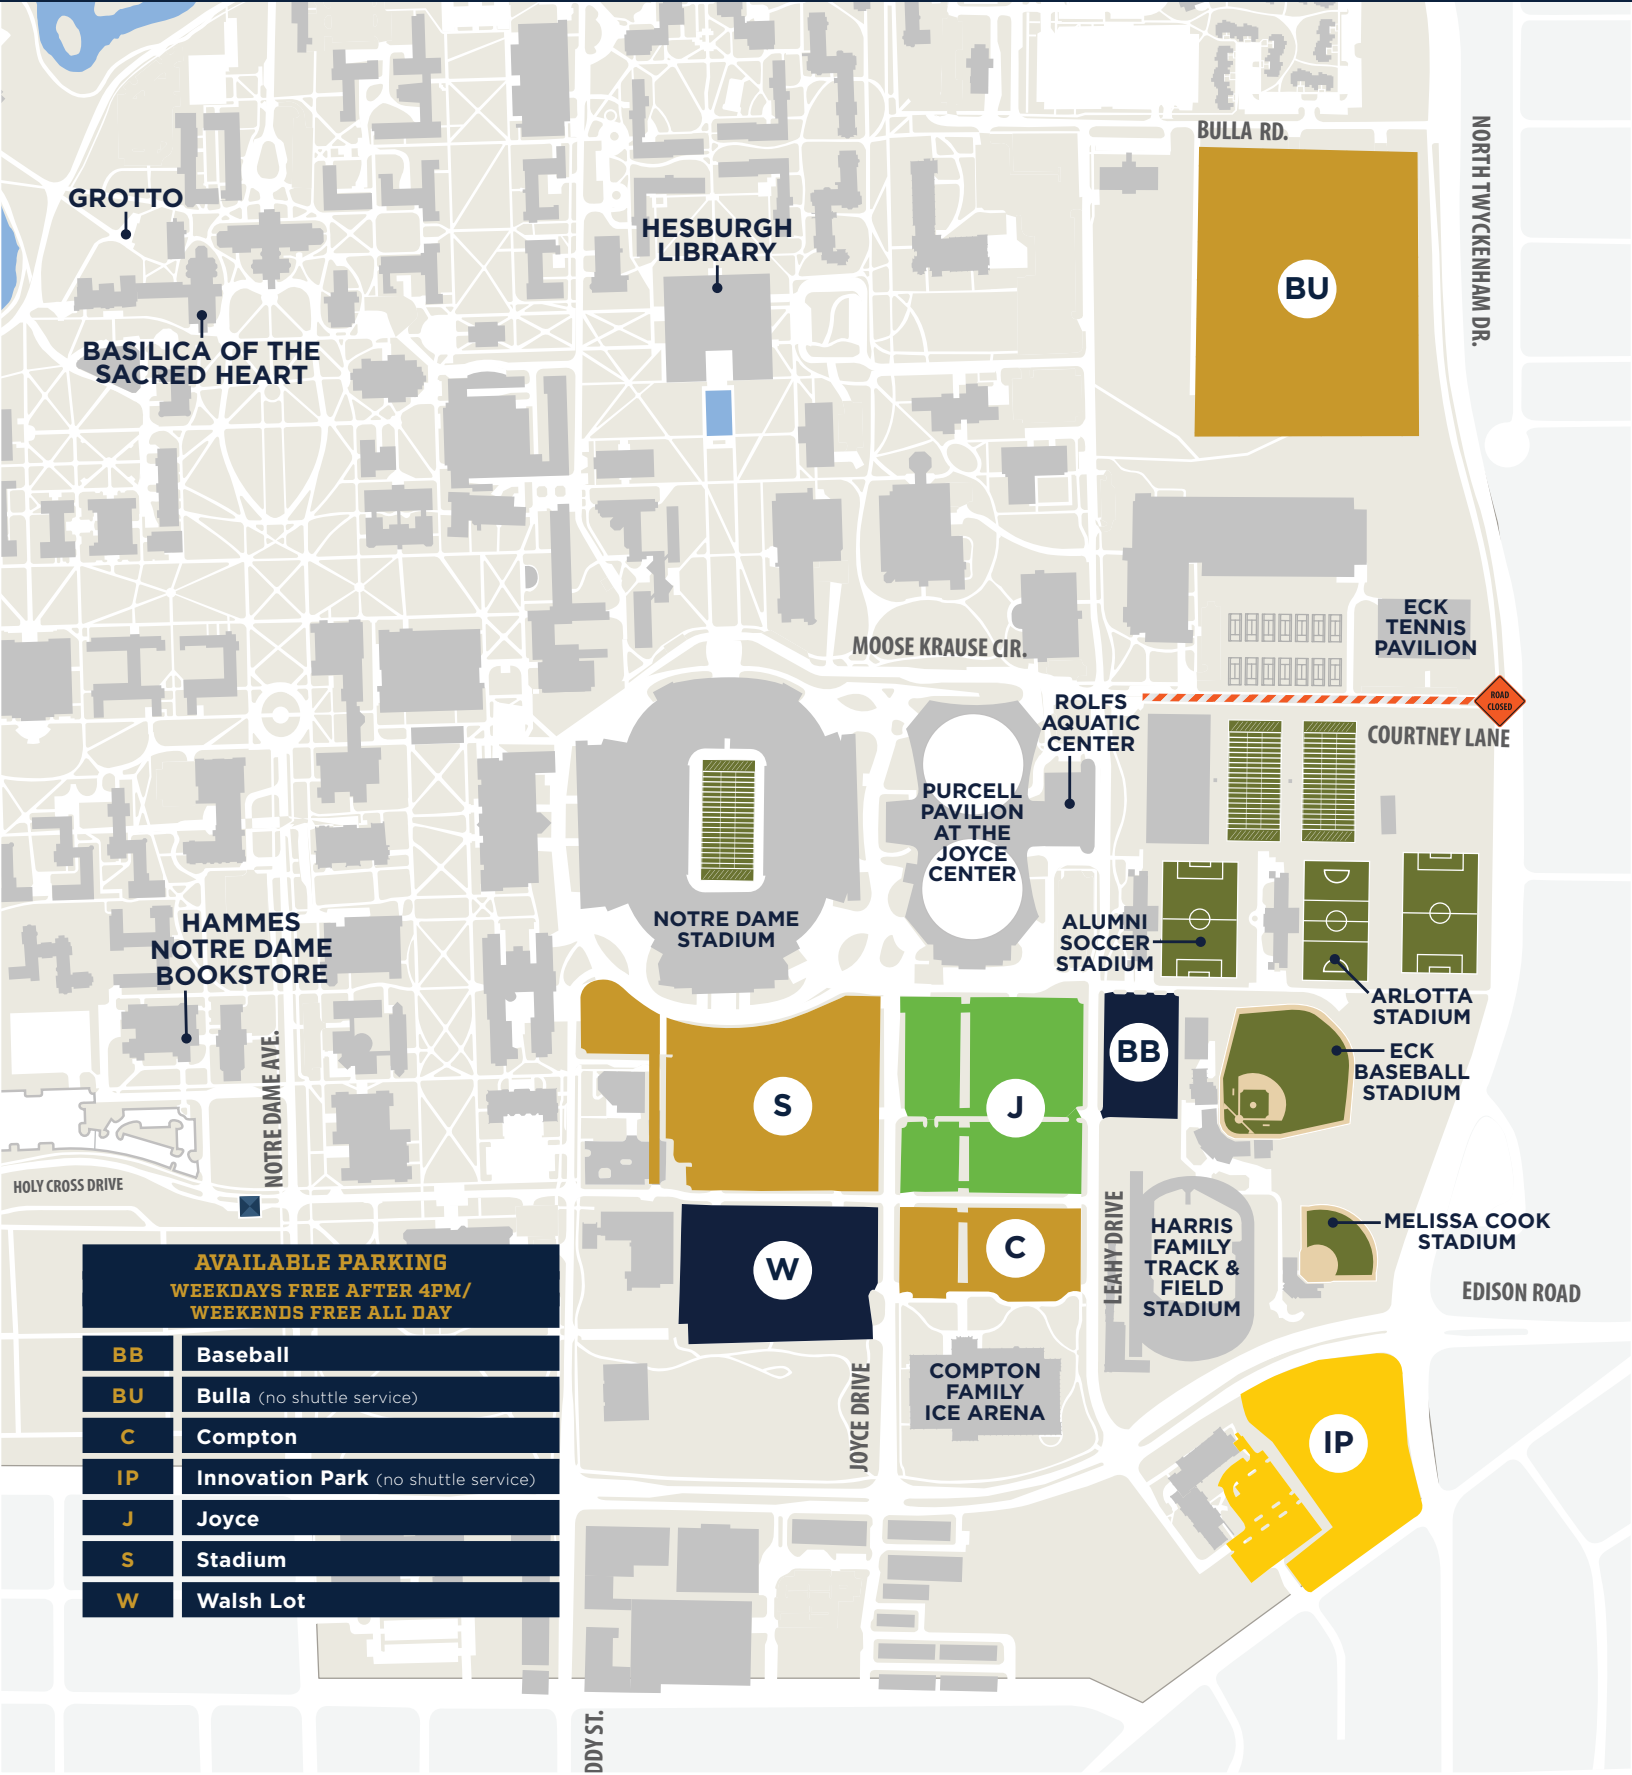 BULLA RD.
NORTH TWYCKENHAM DR.
GROTTO
HESBURGH
LIBRARY
BU
BASILICA OF THE
SACRED HEART
ECK
TENNIS
PAVILION
MOOSE KRAUSE CIR.
ROAD
CLOSED
ROLFS
AQUATIC
CENTER
COURTNEY LANE
PURCELL
PAVILION
AT THE
JOYCE
CENTER
NOTRE DAME
STADIUM
ALUMNI
SOCCER
STADIUM
HAMMES
NOTRE DAME
BOOKSTORE
ARLOTTA
STADIUM
NOTRE DAME AVE.
BB
ECK
BASEBALL
STADIUM
S
J
HOLY CROSS DRIVE
LEAHY DRIVE
HARRIS
FAMILY
TRACK &
FIELD
STADIUM
MELISSA COOK
STADIUM
W
C
EDISON ROAD
AVAILABLE PARKING
WEEKDAYS FREE AFTER 4PM/
WEEKENDS FREE ALL DAY
BB Baseball
BU Bulla (no shuttle service)
C Compton
IP Innovation Park (no shuttle service)
J Joyce
S Stadium
W Walsh Lot
JOYCE DRIVE
COMPTON
FAMILY
ICE ARENA
IP
DDY ST.